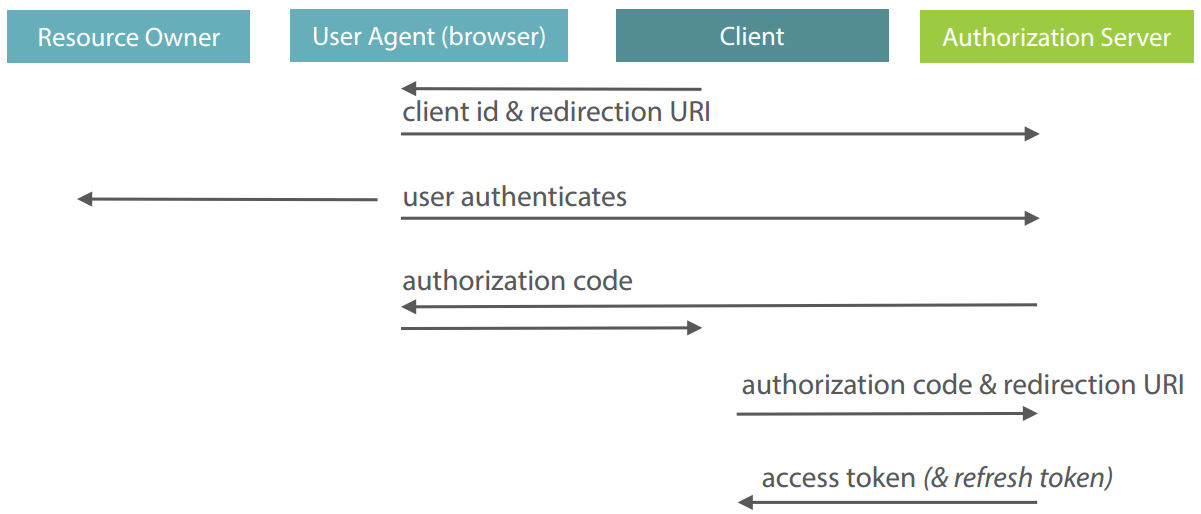 Resource Owner
User Agent (browser)
Client
Authorization Server
client id & redirection URI
user authenticates
authorization code
authorization code & redirection URI
access token (& refresh token)